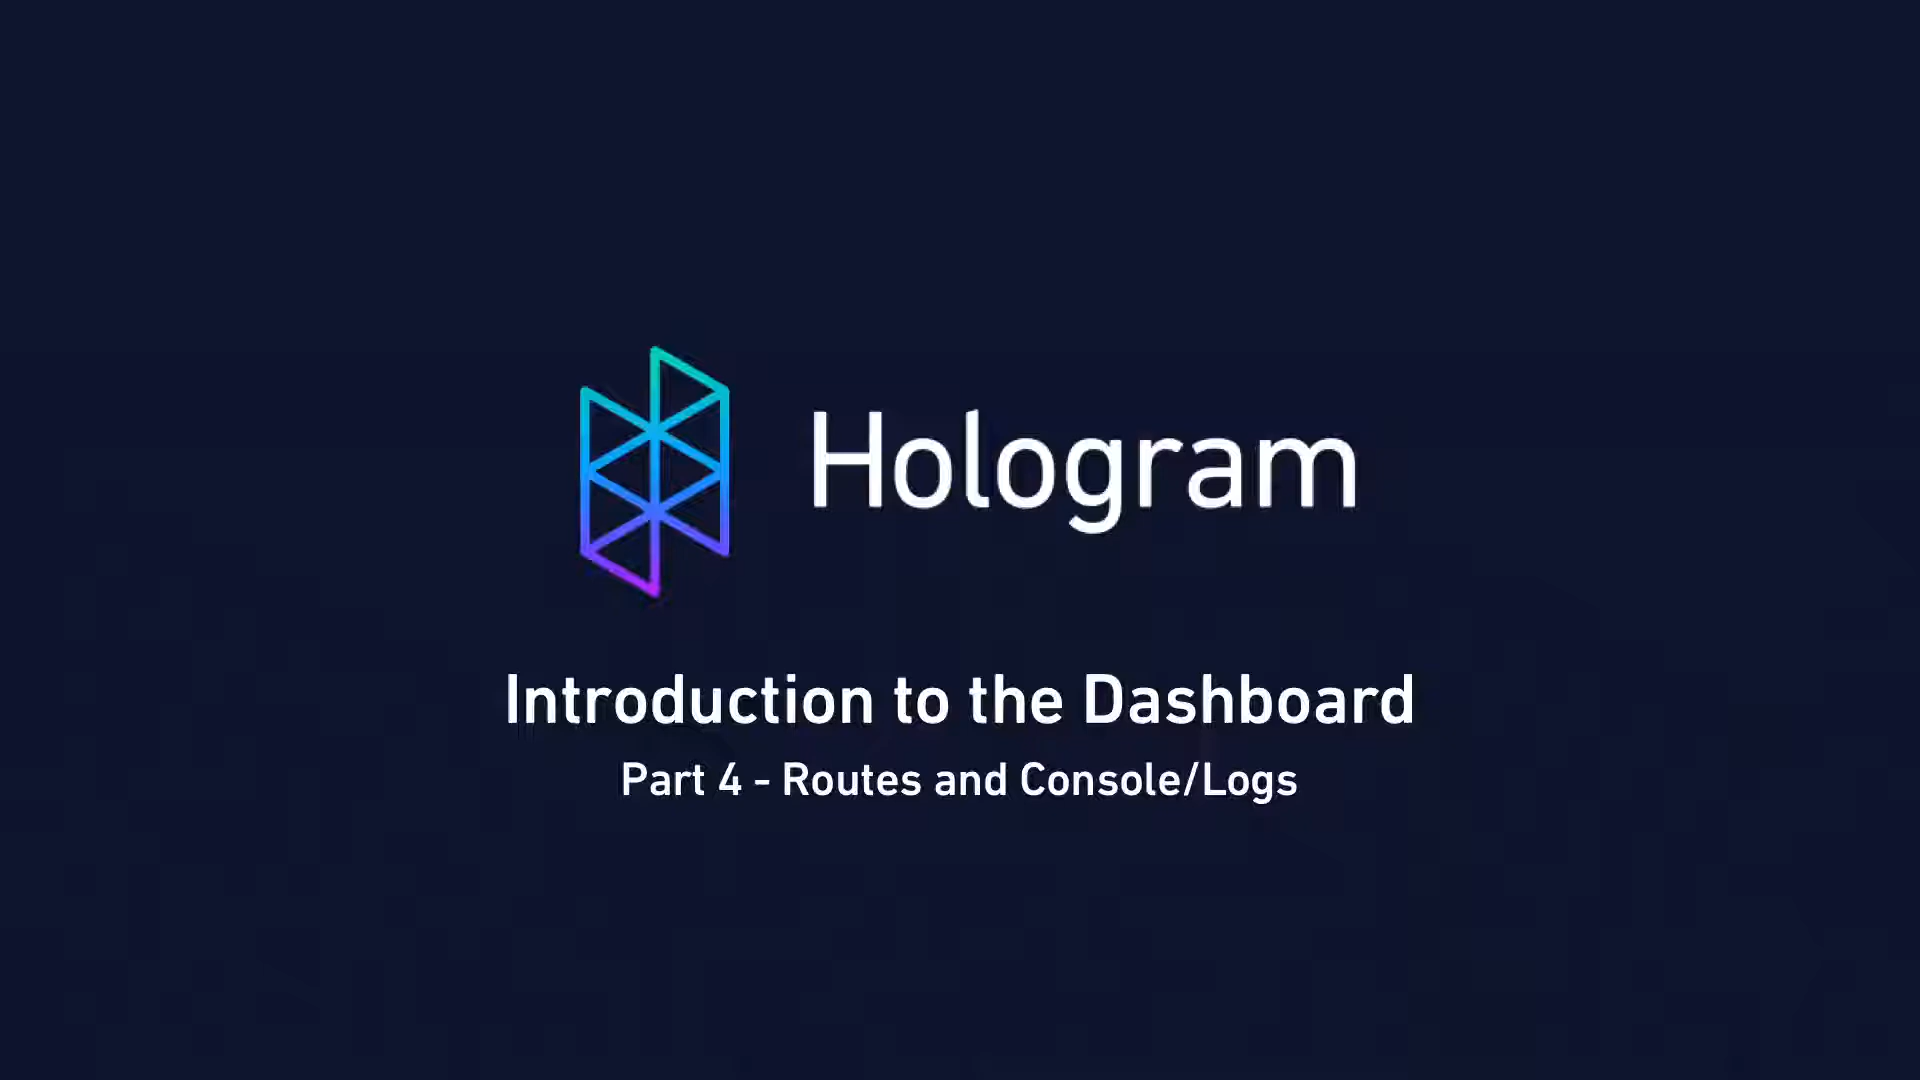 Hologram
Introduction to the Dashboard
Part 4 - Routes and Console/Logs